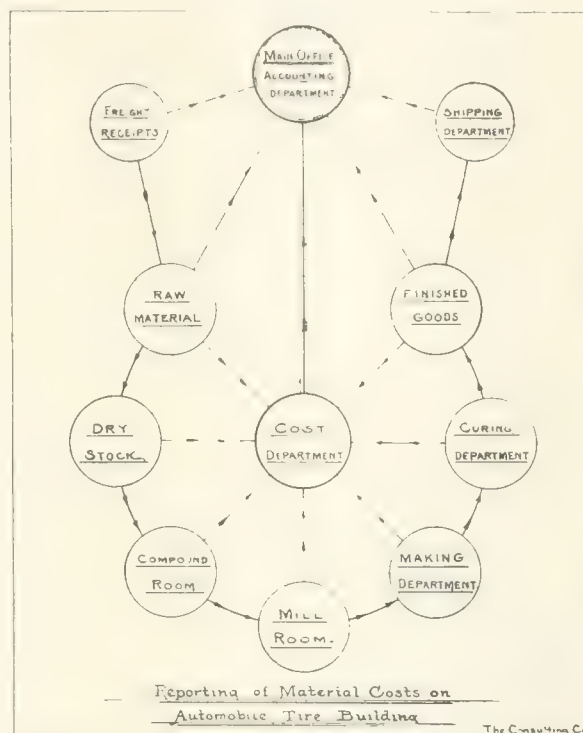 MAIN OFFICE
ACCOUNTING
DEPARTMENT
FREIGHT
RECEIPTS
SHIPPING
DEPARTMENT
RAW
MATERIAL
FINISHED
GOODS
DRY
STOCK.
COST
DEPARTMENT
CURING
DEPARTMENT
COMPOUND
ROOM
MAKING
DEPARTMENT
MILL
ROOM.
Reporting of Material Costs on
Automobile Tire Building
The